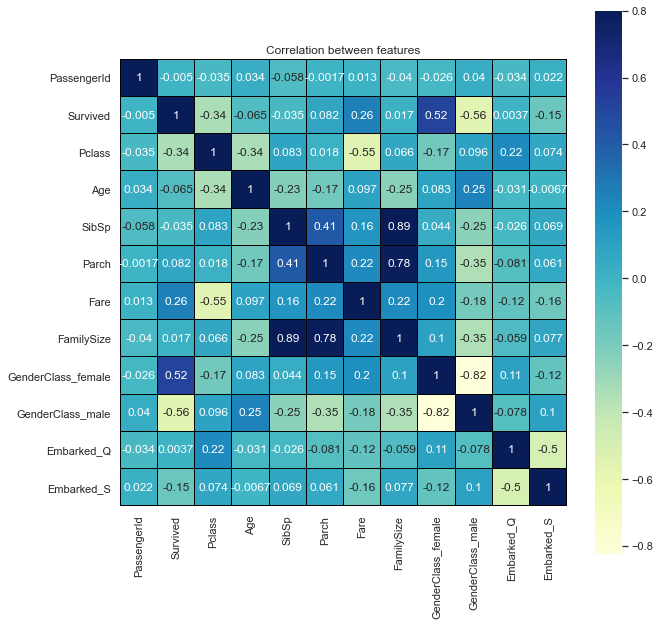 Correlation between features
PassengerId 1 -0.005 -0.035 0.034 -0.058 -0.0017 0.013 -0.04 -0.026 0.04 -0.034 0.022
Survived -0.005 1 -0.34 -0.065 -0.035 0.082 0.26 0.017 0.52 -0.56 0.0037 -0.15
Pclass -0.035 -0.34 1 -0.34 0.083 0.018 -0.55 0.066 -0.17 0.096 0.22 0.074
Age 0.034 -0.065 -0.34 1 -0.23 -0.17 0.097 -0.25 0.083 0.25 -0.031 -0.0067
SibSp -0.058 -0.035 0.083 -0.23 1 0.41 0.16 0.89 0.044 -0.25 -0.026 0.069
Parch -0.0017 0.082 0.018 -0.17 0.41 1 0.22 0.78 0.15 -0.35 -0.081 0.061
Fare 0.013 0.26 -0.55 0.097 0.16 0.22 1 0.22 0.2 -0.18 -0.12 -0.16
FamilySize -0.04 0.017 0.066 -0.25 0.89 0.78 0.22 1 0.1 -0.35 -0.059 0.077
GenderClass_female -0.026 0.52 -0.17 0.083 0.044 0.15 0.2 0.1 1 -0.82 0.11 -0.12
GenderClass_male 0.04 -0.56 0.096 0.25 -0.25 -0.35 -0.18 -0.35 -0.82 1 -0.078 0.1
Embarked_Q -0.034 0.0037 0.22 -0.031 -0.026 -0.081 -0.12 -0.059 0.11 -0.078 1 -0.5
Embarked_S 0.022 -0.15 0.074 -0.0067 0.069 0.061 -0.16 0.077 -0.12 0.1 -0.5 1
PassengerId
Survived
Pclass
Age
SibSp
Parch
Fare
FamilySize
GenderClass_female
GenderClass_male
Embarked_Q
Embarked_S
0.8
0.6
0.4
0.2
0.0
-0.2
-0.4
-0.6
-0.8